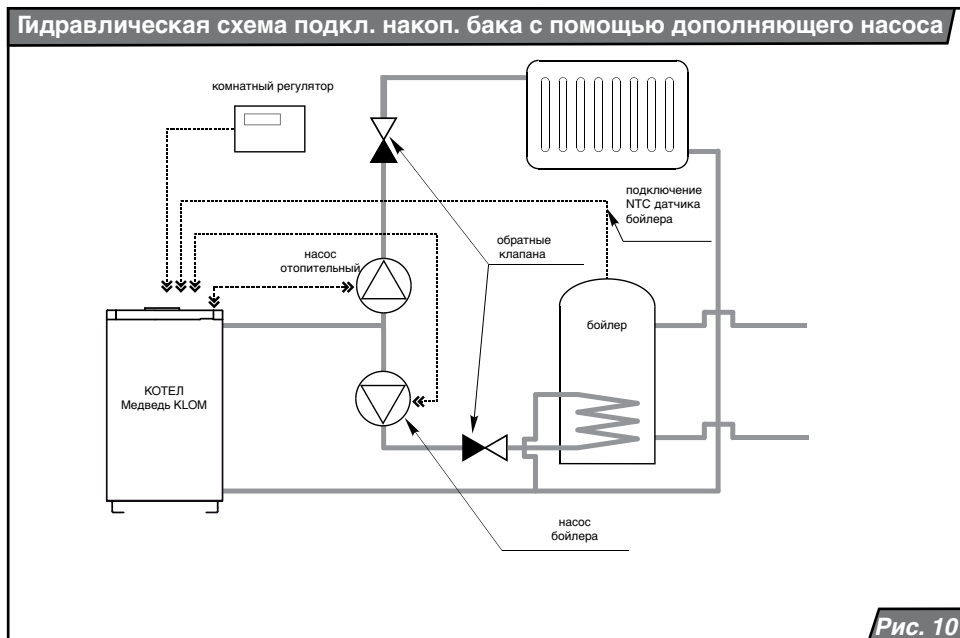 Гидравлическая схема подкл. накоп. бака с помощью дополняющего насоса
комнатный регулятор
подключение
NTC датчика
бойлера
обратные
клапана
насос
отопительный
бойлер
КОТЕЛ
Медведь KLOM
насос
бойлера
Рис. 10